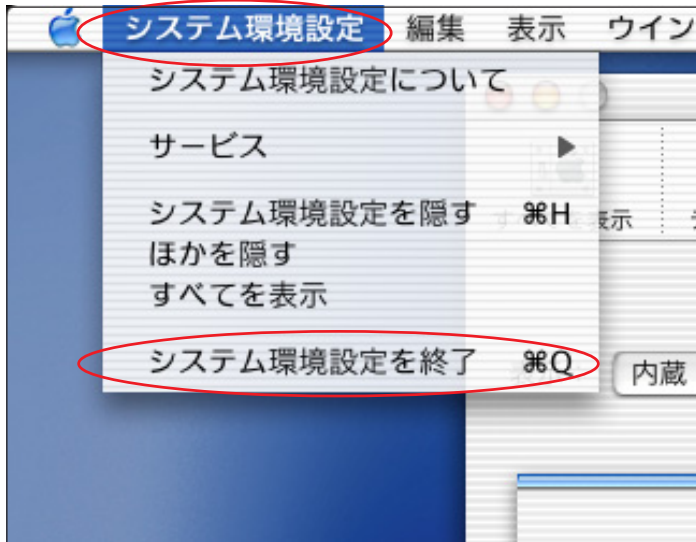 システム環境設定 編集 表示 ウイン
システム環境設定について
サービス
システム環境設定を隠す ⌘H
表示
ほかを隠す
すべてを表示
システム環境設定を終了 ⌘Q
内蔵